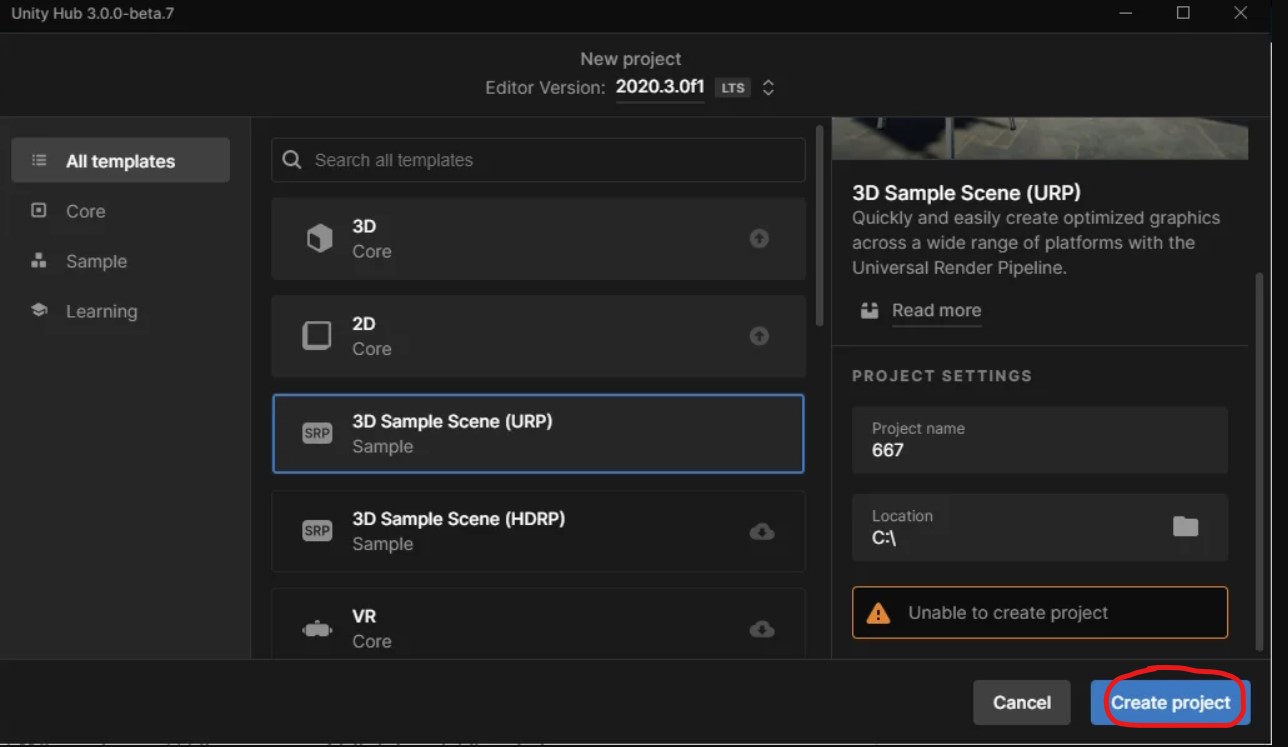 Unity Hub 3.0.0-beta.7
New project
Editor Version: 2020.3.0f1 LTS
All templates
Core
Sample
Learning
Search all templates
3D
Core
2D
Core
SRP
3D Sample Scene (URP)
Sample
SRP
3D Sample Scene (HDRP)
Sample
VR
Core
3D Sample Scene (URP)
Quickly and easily create optimized graphics
across a wide range of platforms with the
Universal Render Pipeline.
Read more
PROJECT SETTINGS
Project name
667
Location
C:\
Unable to create project
Cancel
Create project